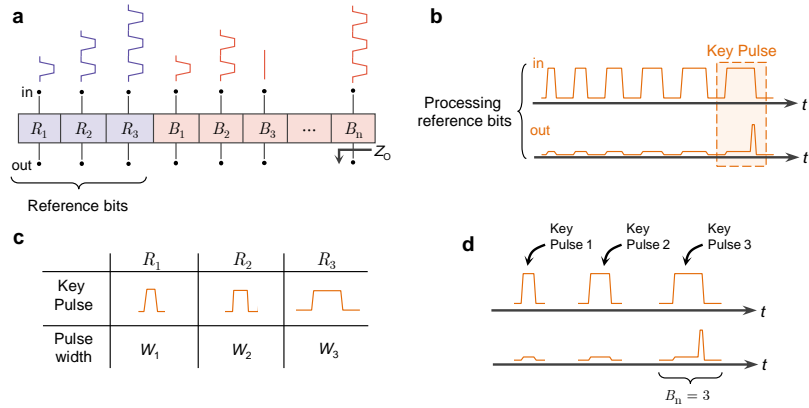 a
in
R₁ R₂ R₃ B₁ B₂ B₃ ... Bₙ
out
Z_O
Reference bits
b
Key Pulse
in
t
Processing
reference bits
out
t
c
R₁ R₂ R₃
Key
Pulse
Pulse
width
W₁ W₂ W₃
d
Key
Pulse 1
Key
Pulse 2
Key
Pulse 3
t
t
Bₙ = 3